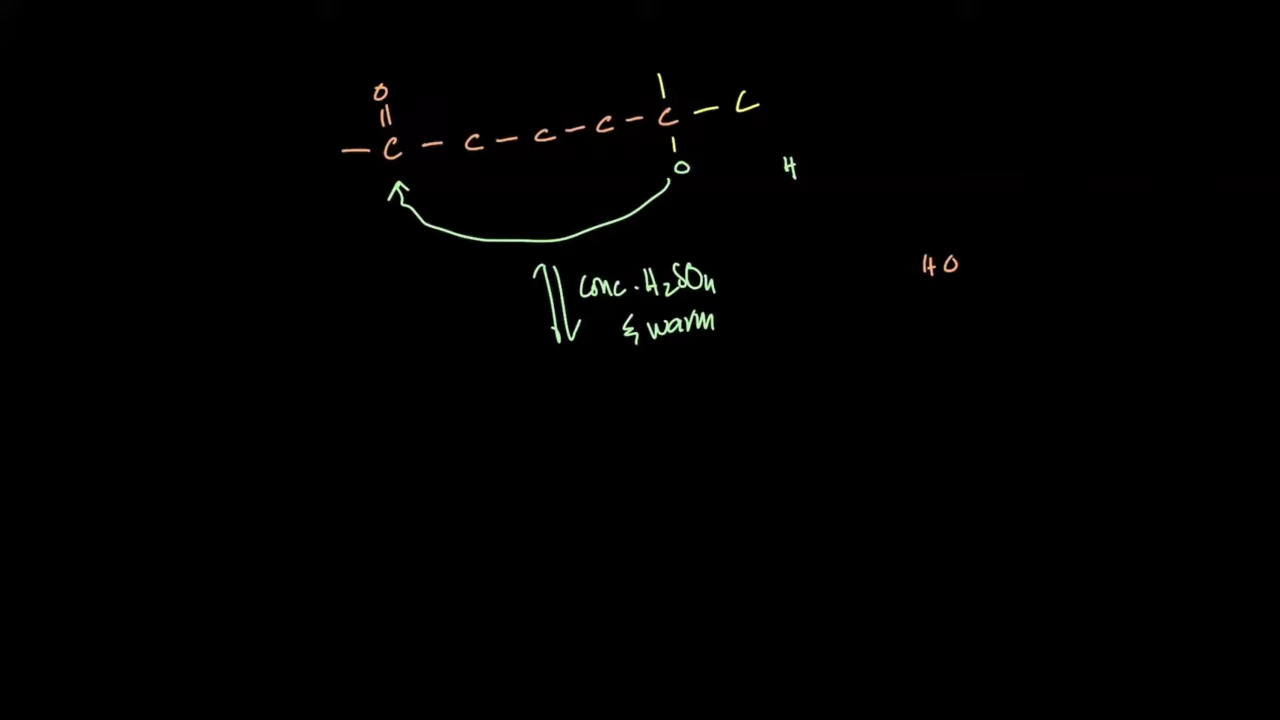 O
— C — C — C — C — C — C
O
H
HO
conc. H₂SO₄
& warm